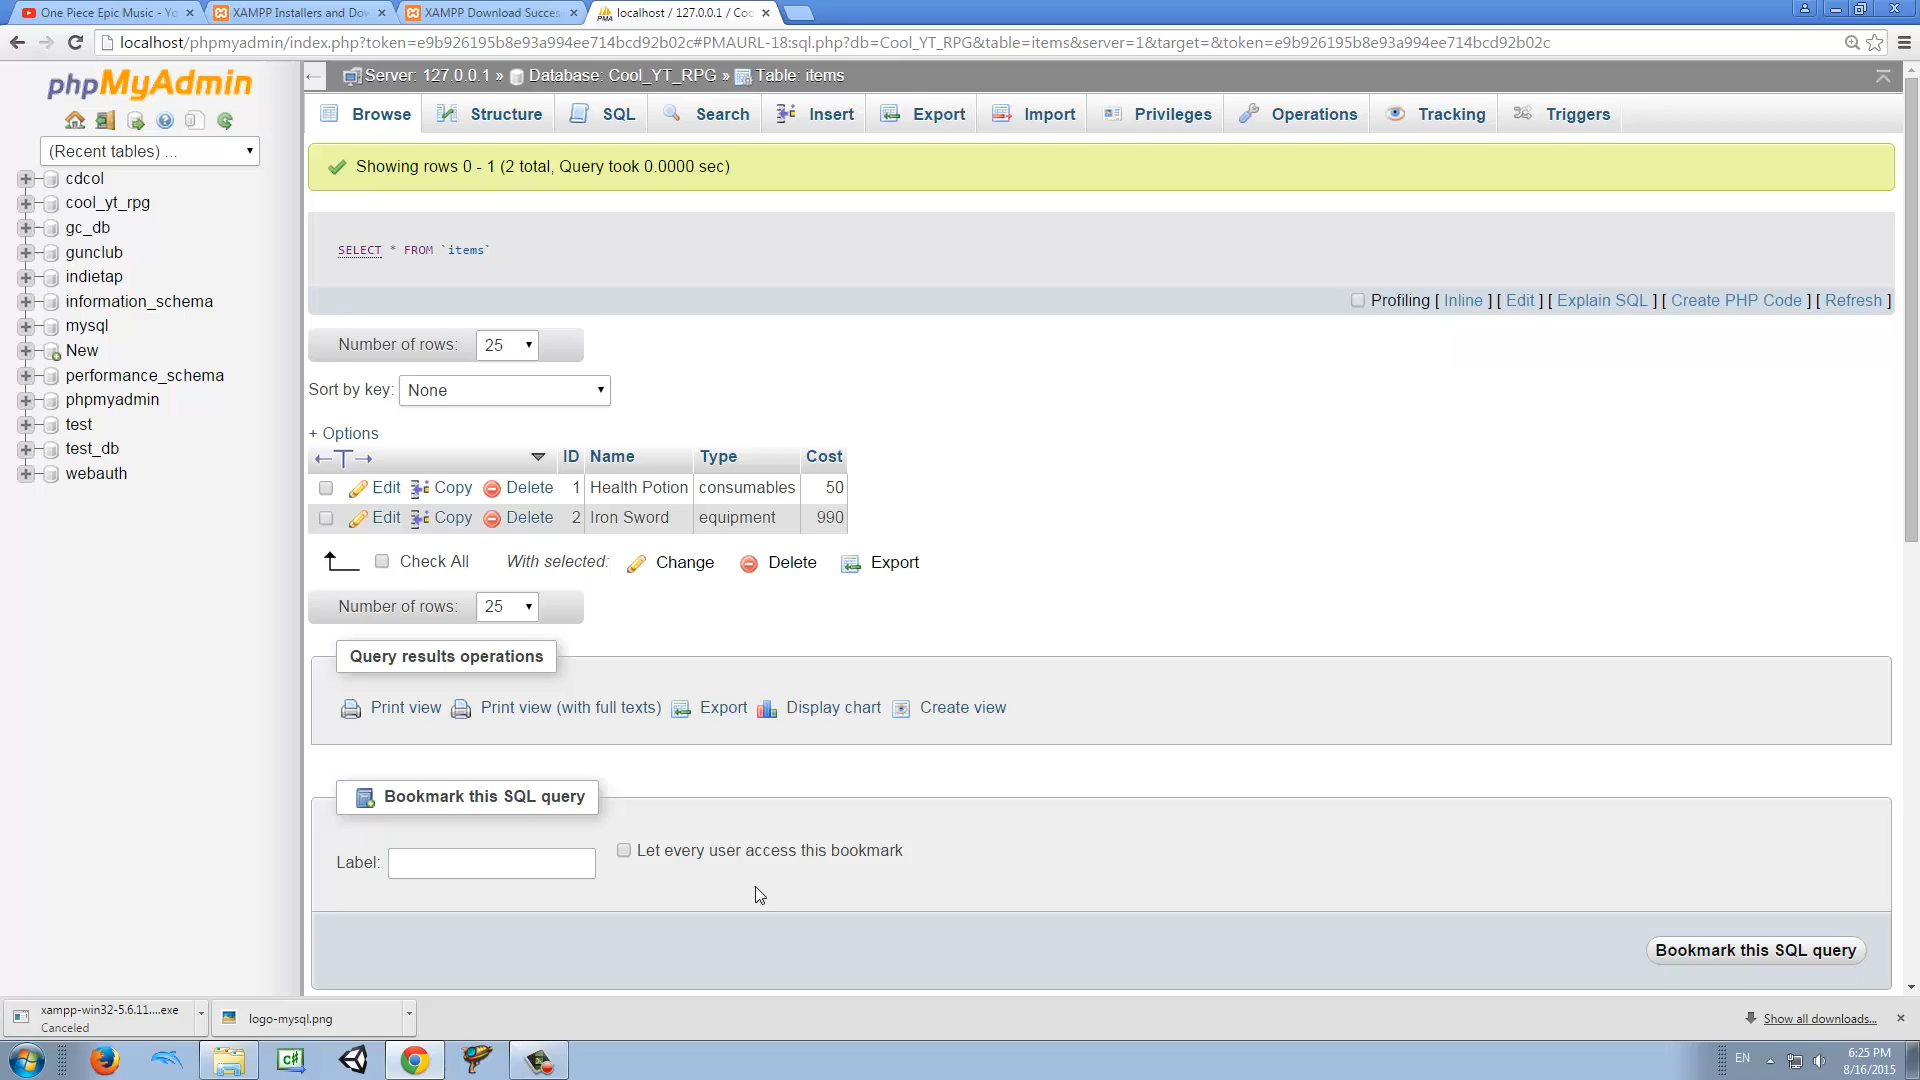 One Piece Epic Music - Yo
XAMPP Installers and Dow
XAMPP Download Succes
localhost / 127.0.0.1 / Coo
localhost/phpmyadmin/index.php?token=e9b926195b8e93a994ee714bcd92b02c#PMAURL-18:sql.php?db=Cool_YT_RPG&table=items&server=1&target=&token=e9b926195b8e93a994ee714bcd92b02c
phpMyAdmin
(Recent tables) ...
cdcol
cool_yt_rpg
gc_db
gunclub
indietap
information_schema
mysql
New
performance_schema
phpmyadmin
test
test_db
webauth
Server: 127.0.0.1 » Database: Cool_YT_RPG » Table: items
Browse Structure SQL Search Insert Export Import Privileges Operations Tracking Triggers
Showing rows 0 - 1 (2 total, Query took 0.0000 sec)
SELECT * FROM `items`
Profiling [ Inline ] [ Edit ] [ Explain SQL ] [ Create PHP Code ] [ Refresh ]
Number of rows: 25
Sort by key: None
+ Options
ID Name Type Cost
Edit Copy Delete 1 Health Potion consumables 50
Edit Copy Delete 2 Iron Sword equipment 990
Check All With selected: Change Delete Export
Number of rows: 25
Query results operations
Print view Print view (with full texts) Export Display chart Create view
Bookmark this SQL query
Label: Let every user access this bookmark
Bookmark this SQL query
xampp-win32-5.6.11....exe
Canceled
logo-mysql.png
Show all downloads...
EN
6:25 PM
8/16/2015